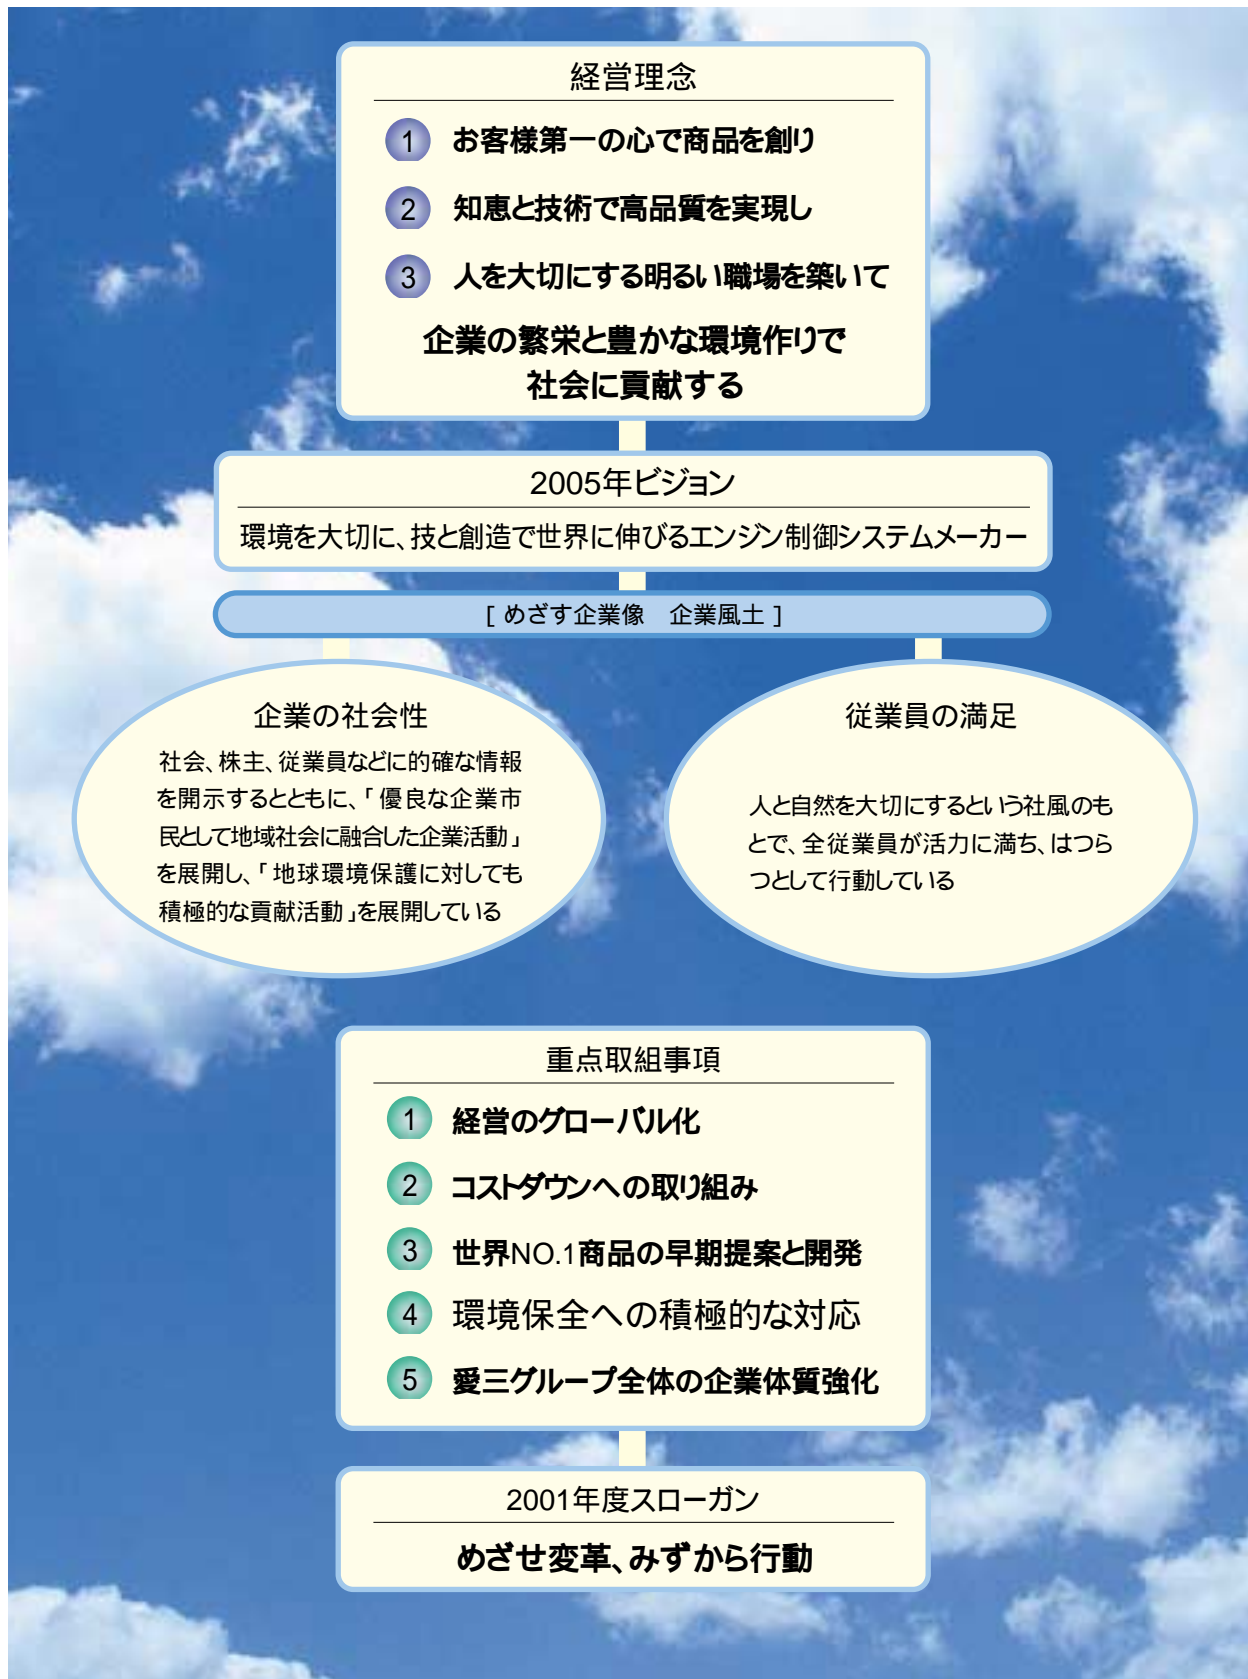 経営理念
1 お客様第一の心で商品を創り
2 知恵と技術で高品質を実現し
3 人を大切にする明るい職場を築いて
企業の繁栄と豊かな環境作りで
社会に貢献する
2005年ビジョン
環境を大切に、技と創造で世界に伸びるエンジン制御システムメーカー
[ めざす企業像　企業風土 ]
企業の社会性
社会、株主、従業員などに的確な情報
を開示するとともに、「優良な企業市
民として地域社会に融合した企業活動」
を展開し、「地球環境保護に対しても
積極的な貢献活動」を展開している
従業員の満足
人と自然を大切にするという社風のも
とで、全従業員が活力に満ち、はつら
つとして行動している
重点取組事項
1 経営のグローバル化
2 コストダウンへの取り組み
3 世界NO.1商品の早期提案と開発
4 環境保全への積極的な対応
5 愛三グループ全体の企業体質強化
2001年度スローガン
めざせ変革、みずから行動